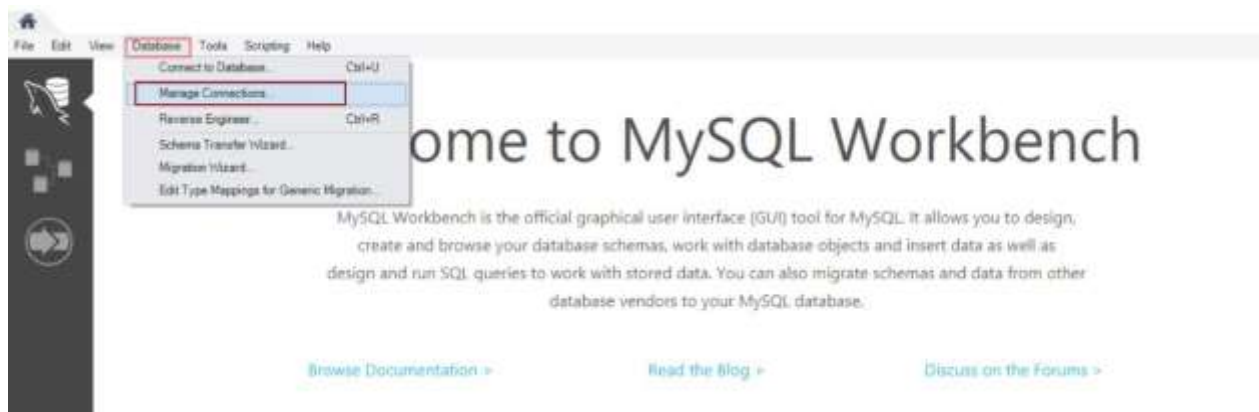 File Edit View Database Tools Scripting Help
Connect to Database... Ctrl+U
Manage Connections...
Reverse Engineer... Ctrl+R
Schema Transfer Wizard...
Migration Wizard...
Edit Type Mappings for Generic Migration...
ome to MySQL Workbench
MySQL Workbench is the official graphical user interface (GUI) tool for MySQL. It allows you to design,
create and browse your database schemas, work with database objects and insert data as well as
design and run SQL queries to work with stored data. You can also migrate schemas and data from other
database vendors to your MySQL database.
Browse Documentation > Read the Blog > Discuss on the Forums >